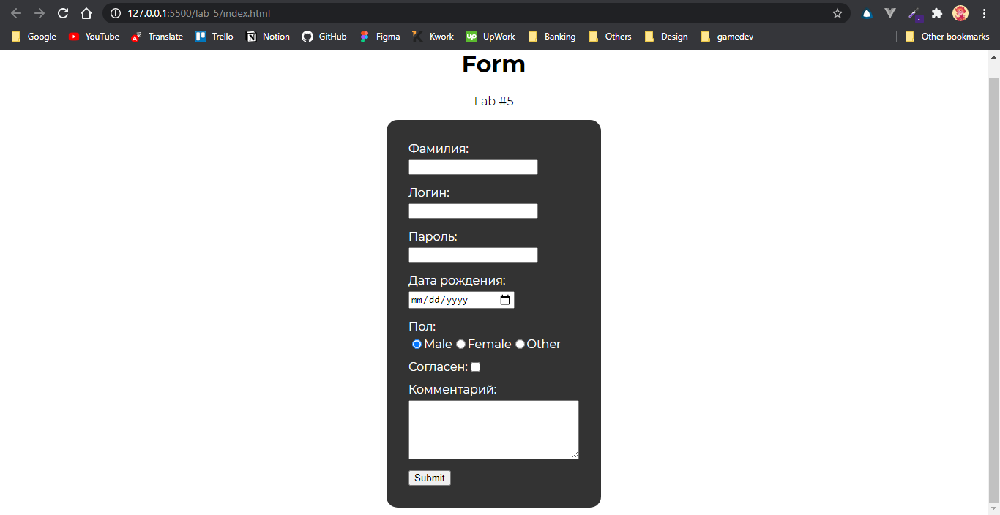 127.0.0.1:5500/lab_5/index.html
Google YouTube Translate Trello Notion GitHub Figma Kwork UpWork Banking Others Design gamedev Other bookmarks
Form
Lab #5
Фамилия:
Логин:
Пароль:
Дата рождения:
mm/dd/yyyy
Пол:
Male Female Other
Согласен:
Комментарий:
Submit